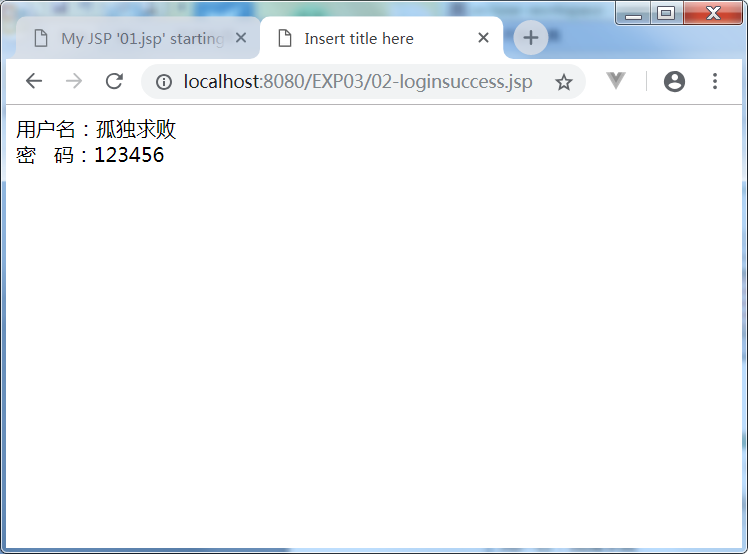 My JSP '01.jsp' starting
Insert title here
localhost:8080/EXP03/02-loginsuccess.jsp
用户名：孤独求败
密 码：123456